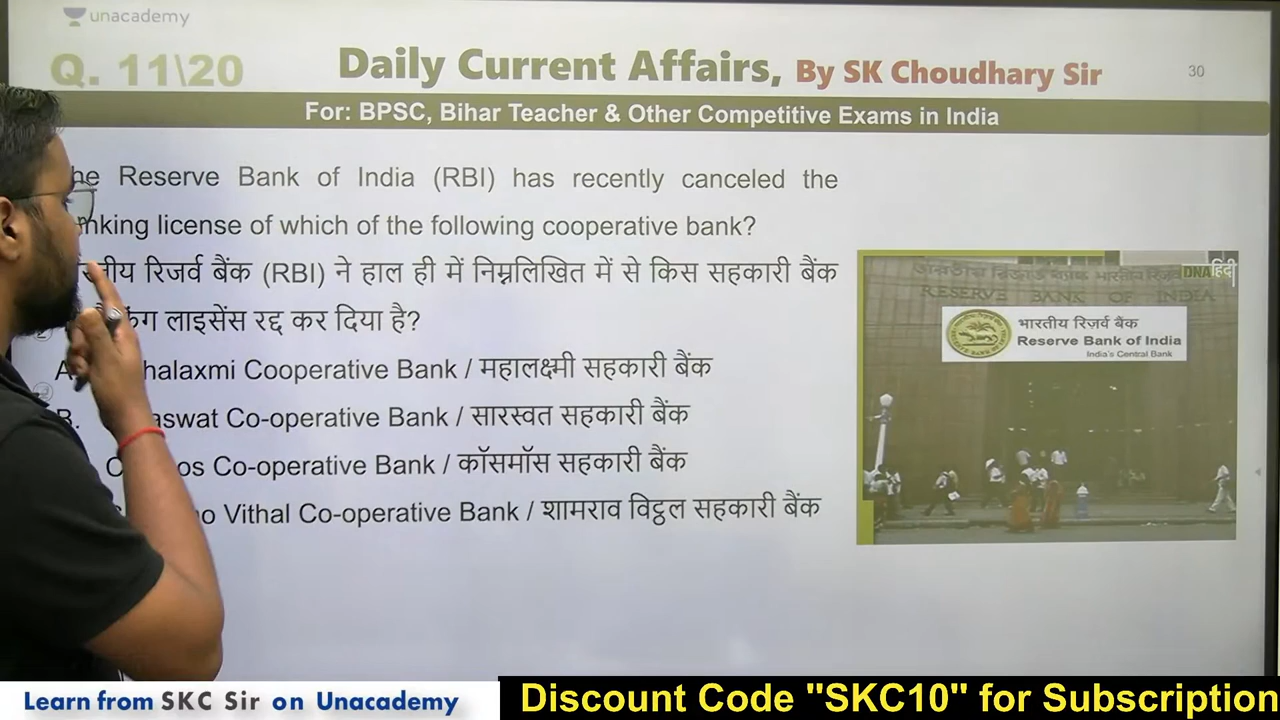 unacademy
Q. 11\20
Daily Current Affairs, By SK Choudhary Sir
30
For: BPSC, Bihar Teacher & Other Competitive Exams in India
he Reserve Bank of India (RBI) has recently canceled the
nking license of which of the following cooperative bank?
तीय रिजर्व बैंक (RBI) ने हाल ही में निम्नलिखित में से किस सहकारी बैंक
लाइसेंस रद्द कर दिया है?
A. halaxmi Cooperative Bank / महालक्ष्मी सहकारी बैंक
B. aswat Co-operative Bank / सारस्वत सहकारी बैंक
C os Co-operative Bank / कॉसमॉस सहकारी बैंक
o Vithal Co-operative Bank / शामराव विट्ठल सहकारी बैंक
DNA हिंदी
RESERVE BANK OF INDIA
भारतीय रिज़र्व बैंक
Reserve Bank of India
India's Central Bank
Learn from SKC Sir on Unacademy
Discount Code "SKC10" for Subscription